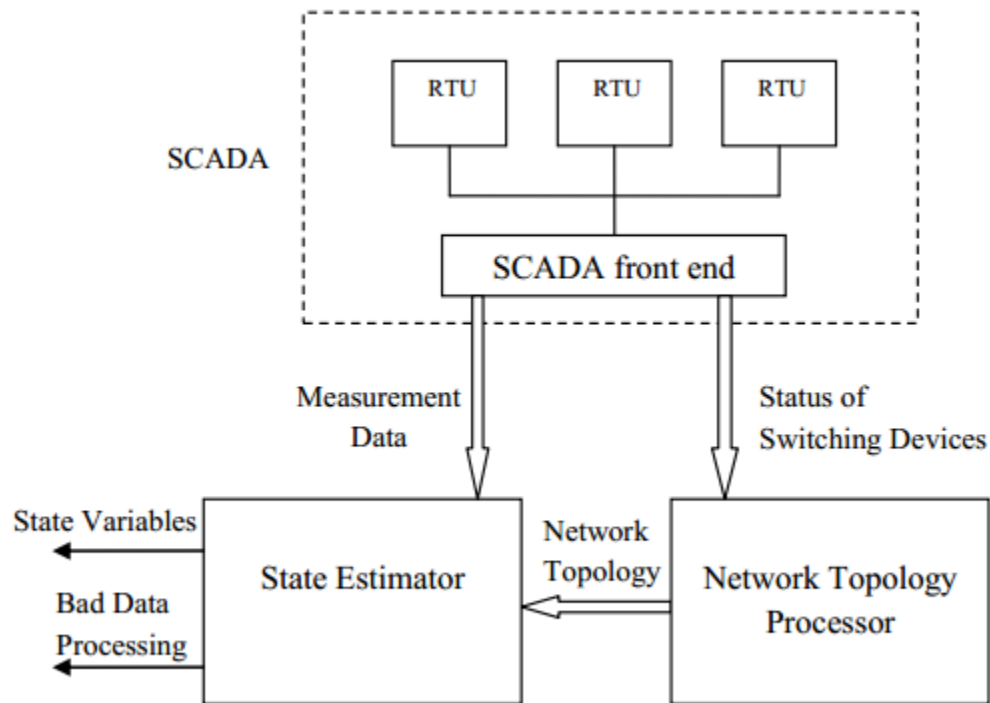 RTU
RTU
RTU
SCADA
SCADA front end
Measurement
Data
Status of
Switching Devices
State Variables
Bad Data
Processing
State Estimator
Network
Topology
Network Topology
Processor